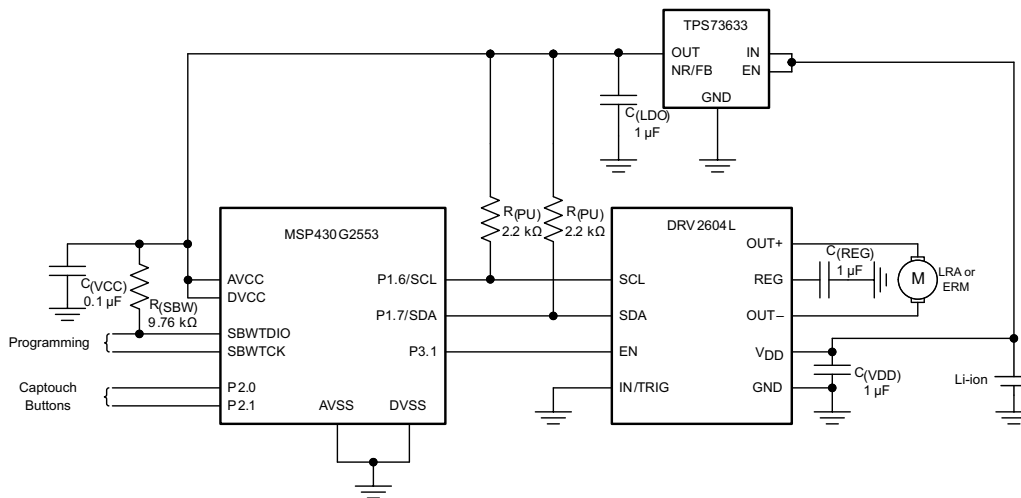 TPS73633
OUT
IN
NR/FB
EN
GND
C(LDO)
1 µF
R(PU)
2.2 kΩ
R(PU)
2.2 kΩ
MSP430G2553
AVCC
DVCC
SBWTDIO
SBWTCK
P2.0
P2.1
AVSS
DVSS
P1.6/SCL
P1.7/SDA
P3.1
C(VCC)
0.1 µF
R(SBW)
9.76 kΩ
Programming
Captouch
Buttons
DRV2604L
SCL
SDA
EN
IN/TRIG
OUT+
REG
OUT–
VDD
GND
C(REG)
1 µF
M
LRA or
ERM
C(VDD)
1 µF
Li-ion